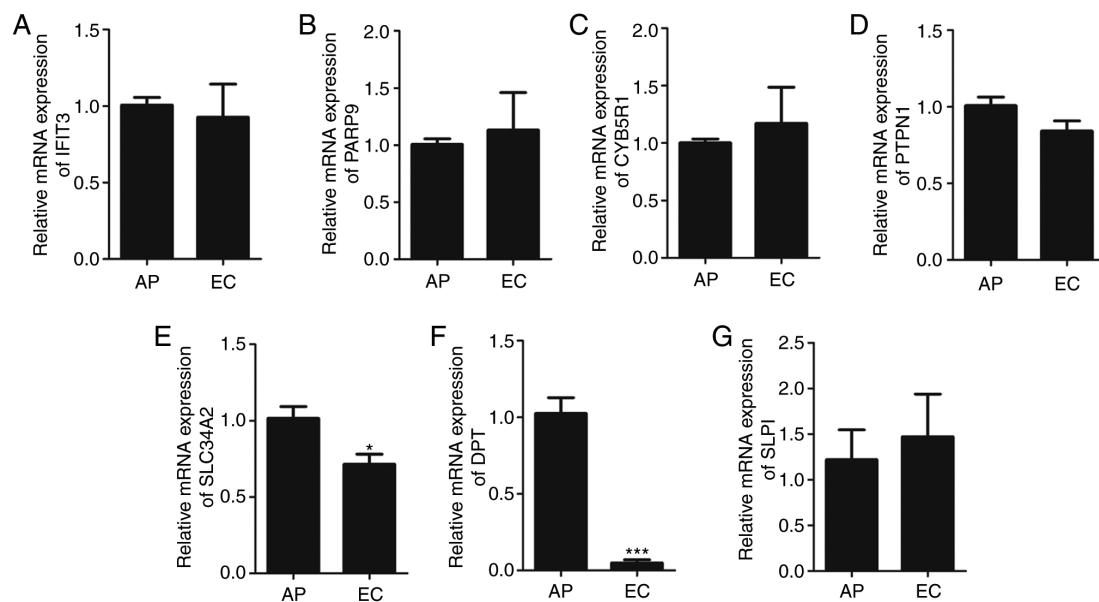 A
Relative mRNA expression
of IFIT3
1.5
1.0
0.5
0.0
AP EC
B
Relative mRNA expression
of PARP9
2.0
1.5
1.0
0.5
0.0
AP EC
C
Relative mRNA expression
of CYB5R1
2.0
1.5
1.0
0.5
0.0
AP EC
D
Relative mRNA expression
of PTPN1
1.5
1.0
0.5
0.0
AP EC
E
Relative mRNA expression
of SLC34A2
1.5
1.0
0.5
0.0
*
AP EC
F
Relative mRNA expression
of DPT
1.5
1.0
0.5
0.0
***
AP EC
G
Relative mRNA expression
of SLPI
2.5
2.0
1.5
1.0
0.5
0.0
AP EC